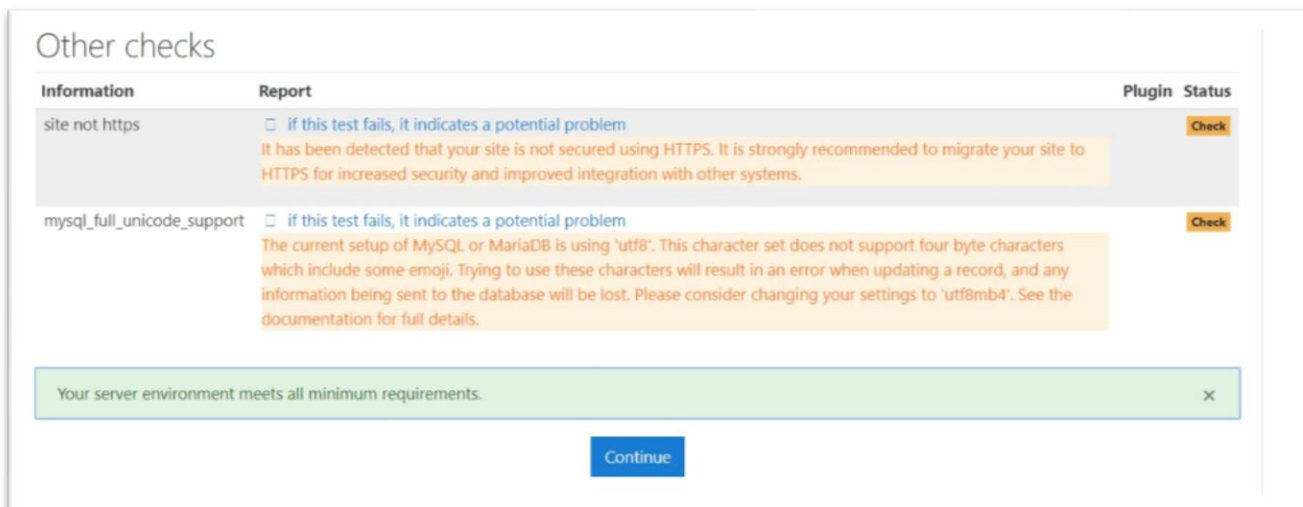 Other checks
Information Report Plugin Status
site not https if this test fails, it indicates a potential problem Check
It has been detected that your site is not secured using HTTPS. It is strongly recommended to migrate your site to
HTTPS for increased security and improved integration with other systems.
mysql_full_unicode_support if this test fails, it indicates a potential problem Check
The current setup of MySQL or MariaDB is using 'utf8'. This character set does not support four byte characters
which include some emoji. Trying to use these characters will result in an error when updating a record, and any
information being sent to the database will be lost. Please consider changing your settings to 'utf8mb4'. See the
documentation for full details.
Your server environment meets all minimum requirements. ×
Continue